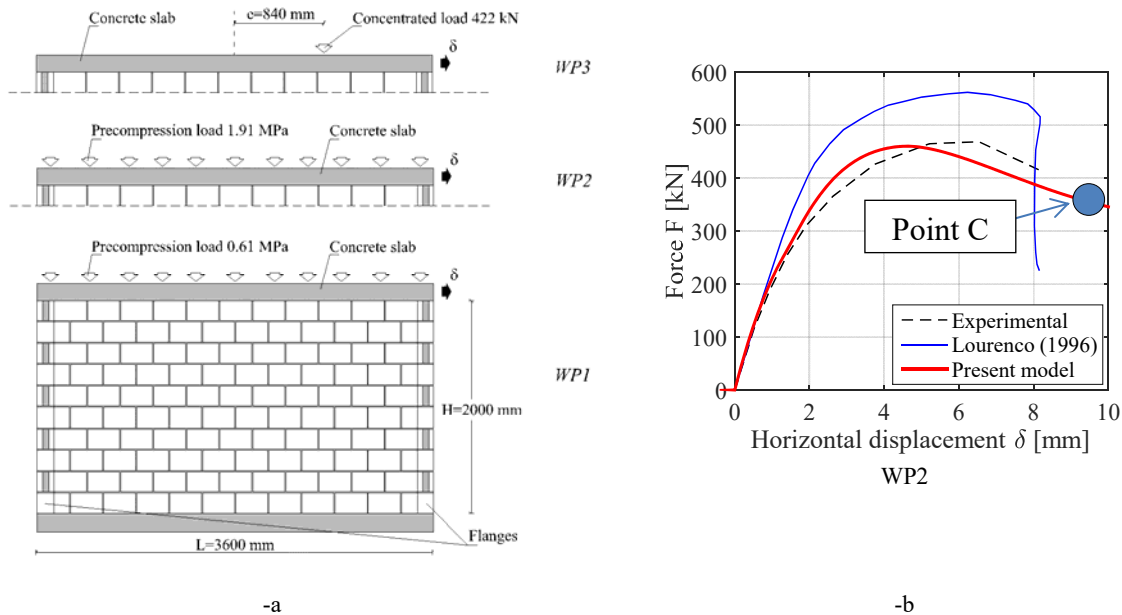 Concrete slab
e=840 mm
Concentrated load 422 kN
δ
WP3
Precompression load 1.91 MPa
Concrete slab
δ
WP2
Precompression load 0.61 MPa
Concrete slab
δ
WP1
H=2000 mm
Flanges
L=3600 mm
-a
600
500
400
300
200
100
0
Force F [kN]
Point C
Experimental
Lourenco (1996)
Present model
0 2 4 6 8 10
Horizontal displacement δ [mm]
WP2
-b